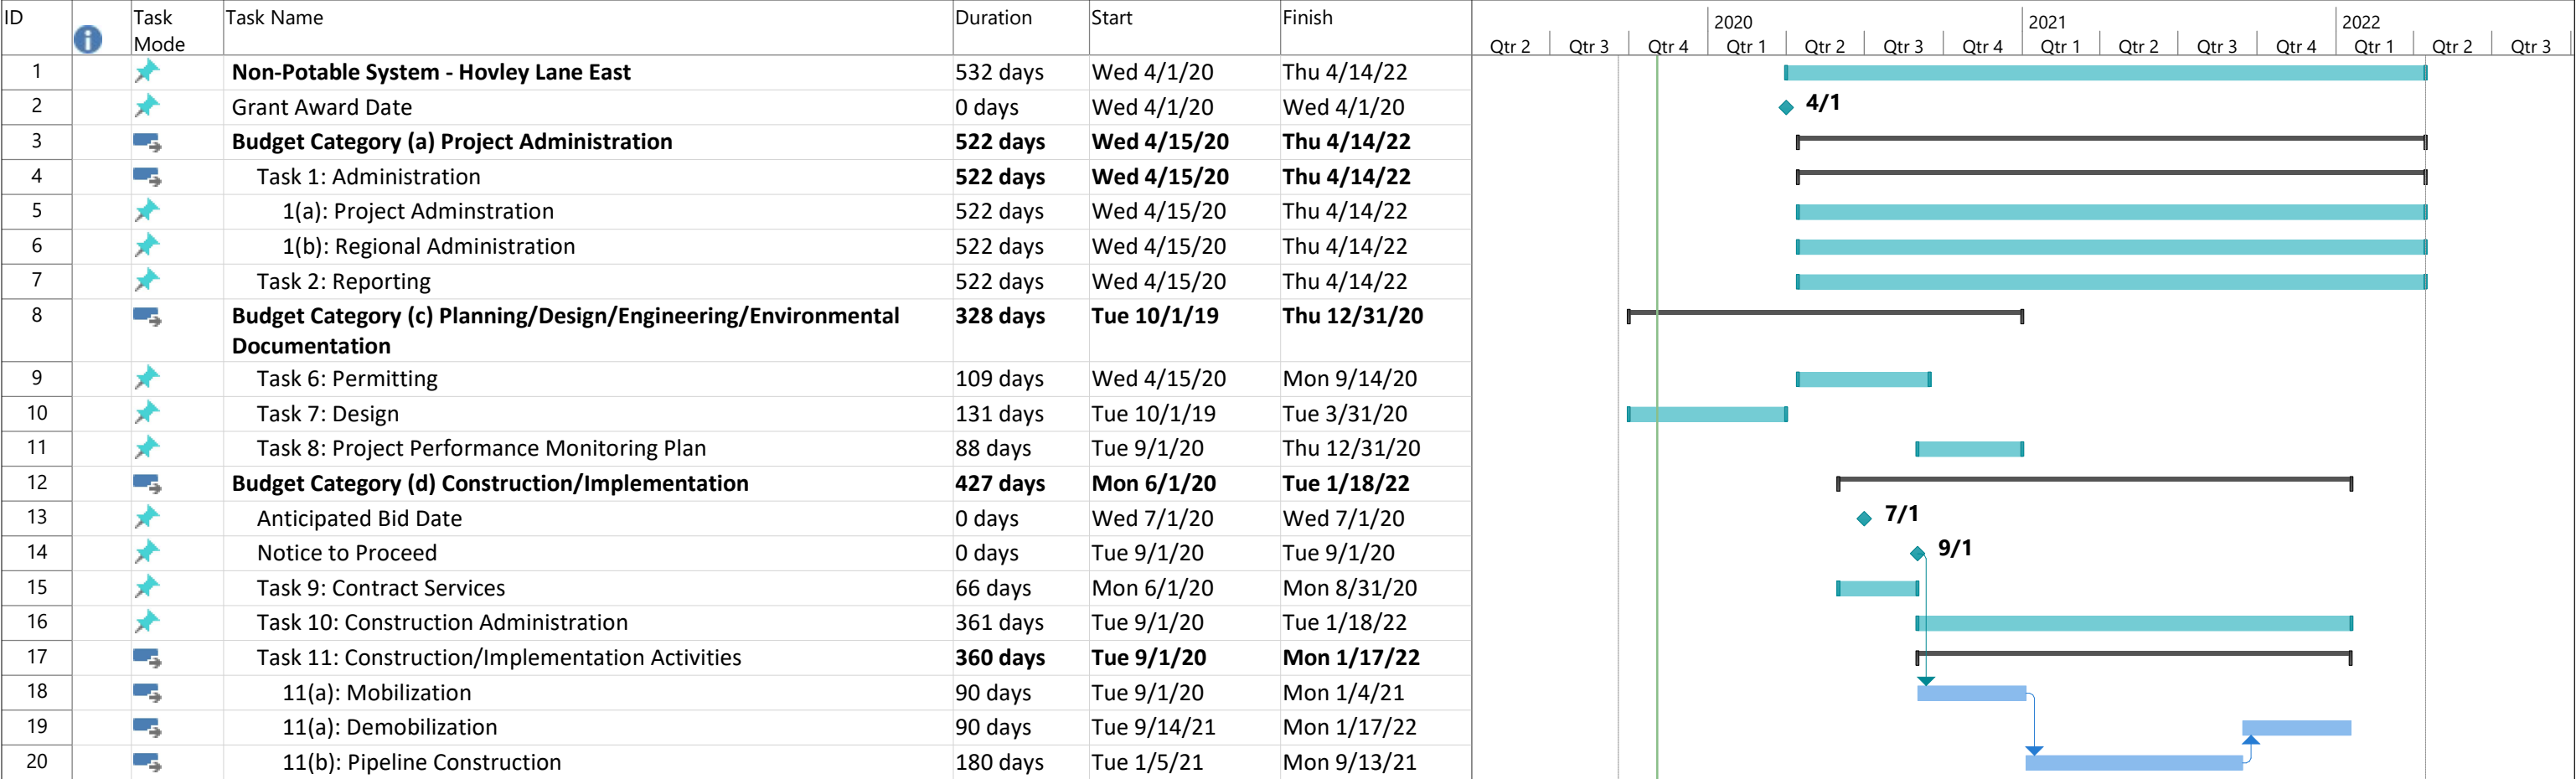 ID Task Mode Task Name Duration Start Finish
2020 2021 2022
Qtr 2 Qtr 3 Qtr 4 Qtr 1 Qtr 2 Qtr 3 Qtr 4 Qtr 1 Qtr 2 Qtr 3 Qtr 4 Qtr 1 Qtr 2 Qtr 3
1 Non-Potable System - Hovley Lane East 532 days Wed 4/1/20 Thu 4/14/22
2 Grant Award Date 0 days Wed 4/1/20 Wed 4/1/20 4/1
3 Budget Category (a) Project Administration 522 days Wed 4/15/20 Thu 4/14/22
4 Task 1: Administration 522 days Wed 4/15/20 Thu 4/14/22
5 1(a): Project Adminstration 522 days Wed 4/15/20 Thu 4/14/22
6 1(b): Regional Administration 522 days Wed 4/15/20 Thu 4/14/22
7 Task 2: Reporting 522 days Wed 4/15/20 Thu 4/14/22
8 Budget Category (c) Planning/Design/Engineering/Environmental 328 days Tue 10/1/19 Thu 12/31/20
Documentation
9 Task 6: Permitting 109 days Wed 4/15/20 Mon 9/14/20
10 Task 7: Design 131 days Tue 10/1/19 Tue 3/31/20
11 Task 8: Project Performance Monitoring Plan 88 days Tue 9/1/20 Thu 12/31/20
12 Budget Category (d) Construction/Implementation 427 days Mon 6/1/20 Tue 1/18/22
13 Anticipated Bid Date 0 days Wed 7/1/20 Wed 7/1/20 7/1
14 Notice to Proceed 0 days Tue 9/1/20 Tue 9/1/20 9/1
15 Task 9: Contract Services 66 days Mon 6/1/20 Mon 8/31/20
16 Task 10: Construction Administration 361 days Tue 9/1/20 Tue 1/18/22
17 Task 11: Construction/Implementation Activities 360 days Tue 9/1/20 Mon 1/17/22
18 11(a): Mobilization 90 days Tue 9/1/20 Mon 1/4/21
19 11(a): Demobilization 90 days Tue 9/14/21 Mon 1/17/22
20 11(b): Pipeline Construction 180 days Tue 1/5/21 Mon 9/13/21